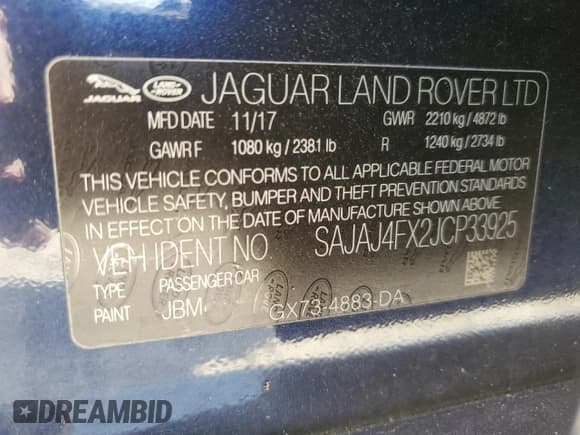 JAGUAR LAND ROVER JAGUAR LAND ROVER LTD
MFD DATE 11/17 GWR 2210 kg / 4872 lb
GAWR F 1080 kg / 2381 lb R 1240 kg / 2734 lb
THIS VEHICLE CONFORMS TO ALL APPLICABLE FEDERAL MOTOR
VEHICLE SAFETY, BUMPER AND THEFT PREVENTION STANDARDS
IN EFFECT ON THE DATE OF MANUFACTURE SHOWN ABOVE
VEH IDENT NO. SAJAJ4FX2JCP33925
TYPE PASSENGER CAR
PAINT JBM GX73-4883-DA
DREAMBID